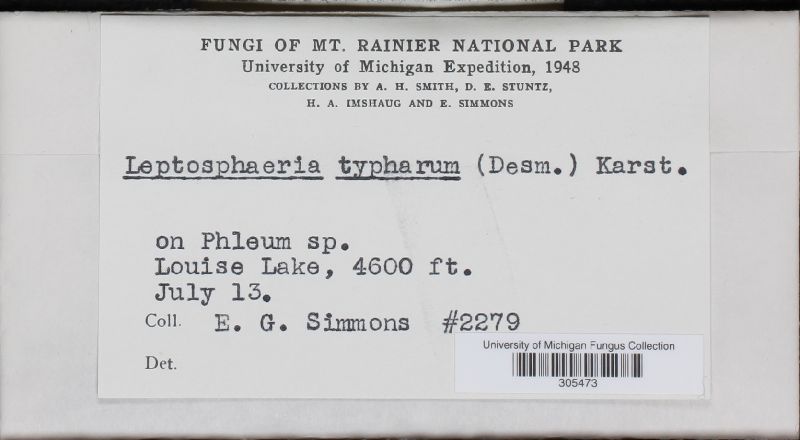 FUNGI OF MT. RAINIER NATIONAL PARK
University of Michigan Expedition, 1948
COLLECTIONS BY A. H. SMITH, D. E. STUNTZ,
H. A. IMSHAUG AND E. SIMMONS
Leptosphaeria typharum (Desm.) Karst.
on Phleum sp.
Louise Lake, 4600 ft.
July 13.
Coll. E. G. Simmons #2279
Det.
University of Michigan Fungus Collection
305473